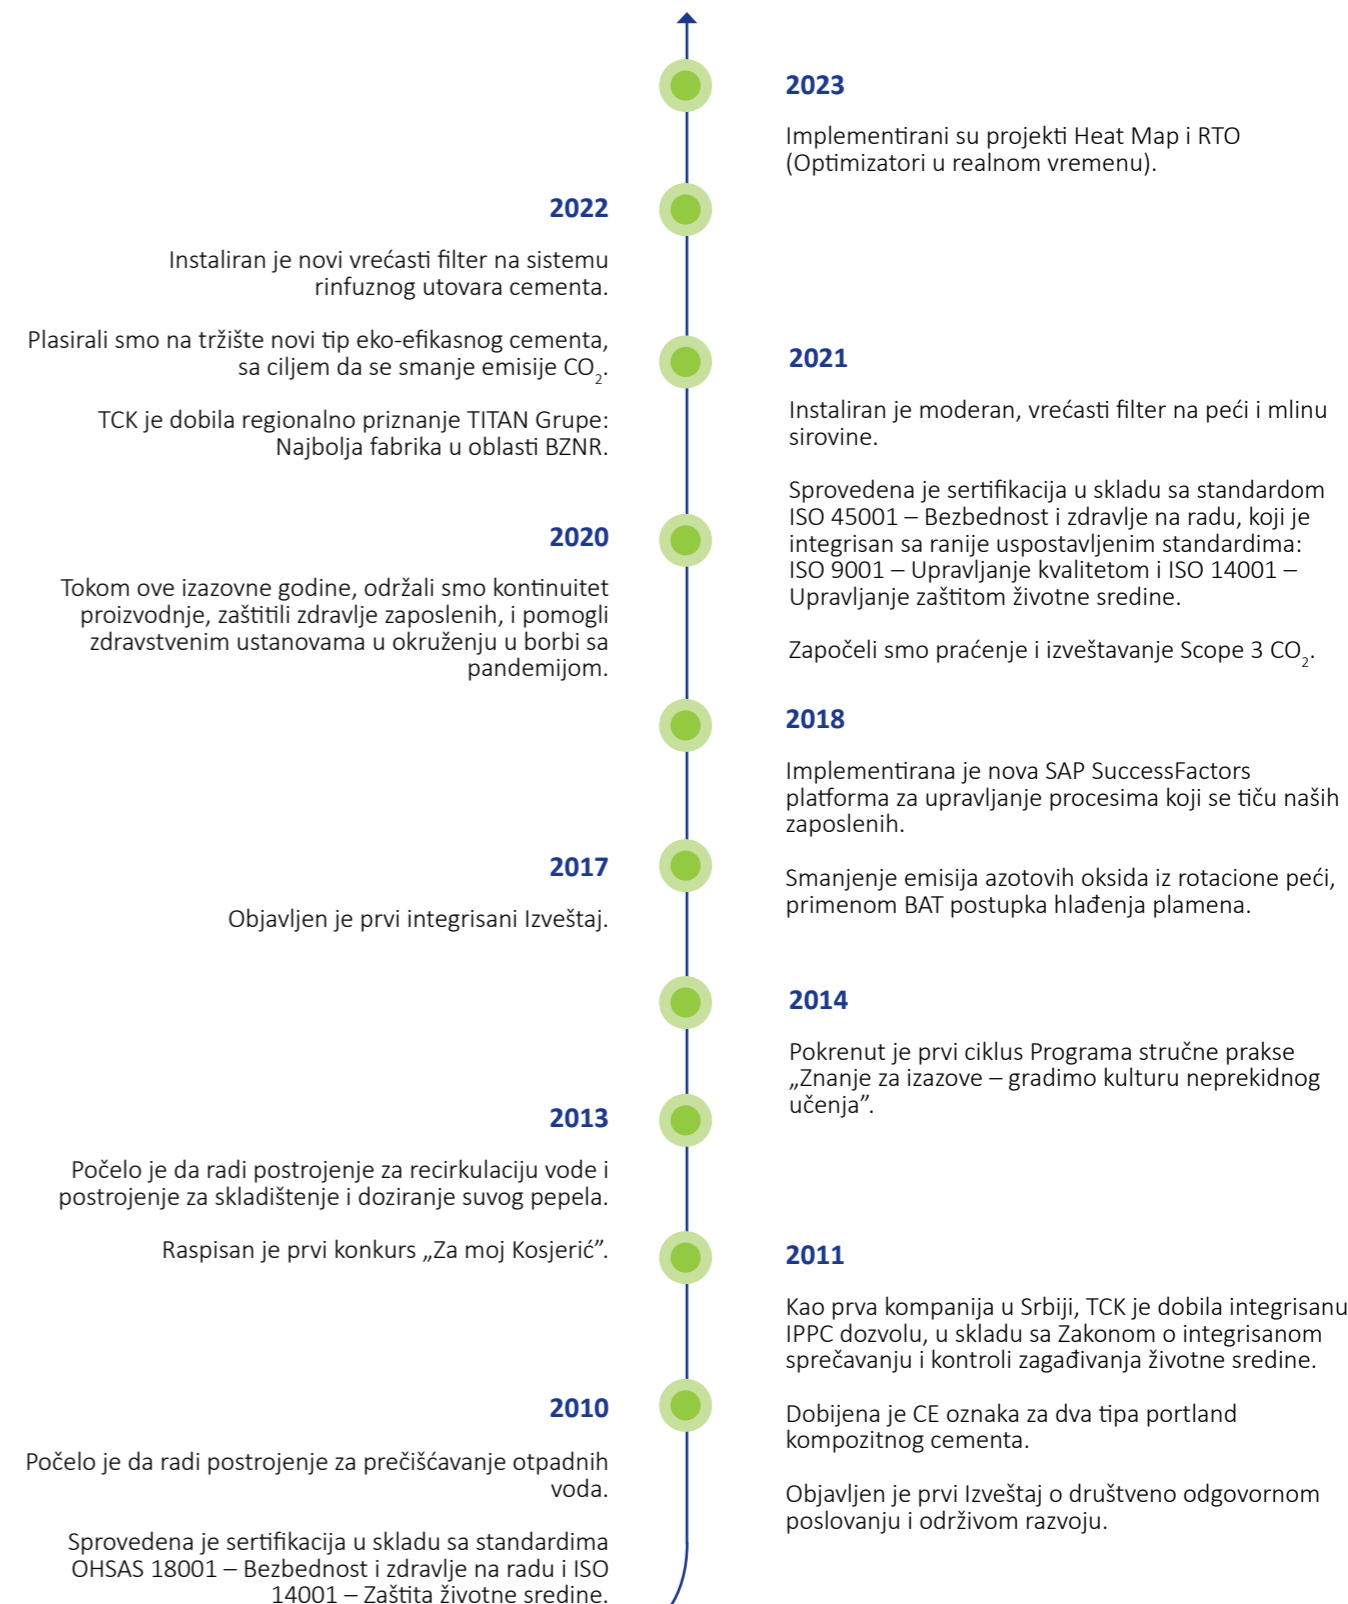 2023
Implementirani su projekti Heat Map i RTO
(Optimizatori u realnom vremenu).
2022
Instaliran je novi vrećasti filter na sistemu
rinfuznog utovara cementa.
Plasirali smo na tržište novi tip eko-efikasnog cementa,
sa ciljem da se smanje emisije CO₂.
TCK je dobila regionalno priznanje TITAN Grupe:
Najbolja fabrika u oblasti BZNR.
2021
Instaliran je moderan, vrećasti filter na peći i mlinu
sirovine.
Sprovedena je sertifikacija u skladu sa standardom
ISO 45001 – Bezbednost i zdravlje na radu, koji je
integrisan sa ranije uspostavljenim standardima:
ISO 9001 – Upravljanje kvalitetom i ISO 14001 –
Upravljanje zaštitom životne sredine.
Započeli smo praćenje i izveštavanje Scope 3 CO₂.
2020
Tokom ove izazovne godine, održali smo kontinuitet
proizvodnje, zaštitili zdravlje zaposlenih, i pomogli
zdravstvenim ustanovama u okruženju u borbi sa
pandemijom.
2018
Implementirana je nova SAP SuccessFactors
platforma za upravljanje procesima koji se tiču naših
zaposlenih.
Smanjenje emisija azotovih oksida iz rotacione peći,
primenom BAT postupka hlađenja plamena.
2017
Objavljen je prvi integrisani Izveštaj.
2014
Pokrenut je prvi ciklus Programa stručne prakse
„Znanje za izazove – gradimo kulturu neprekidnog
učenja”.
2013
Počelo je da radi postrojenje za recirkulaciju vode i
postrojenje za skladištenje i doziranje suvog pepela.
Raspisan je prvi konkurs „Za moj Kosjerić”.
2011
Kao prva kompanija u Srbiji, TCK je dobila integrisanu
IPPC dozvolu, u skladu sa Zakonom o integrisanom
sprečavanju i kontroli zagađivanja životne sredine.
Dobijena je CE oznaka za dva tipa portland
kompozitnog cementa.
Objavljen je prvi Izveštaj o društveno odgovornom
poslovanju i održivom razvoju.
2010
Počelo je da radi postrojenje za prečišćavanje otpadnih
voda.
Sprovedena je sertifikacija u skladu sa standardima
OHSAS 18001 – Bezbednost i zdravlje na radu i ISO
14001 – Zaštita životne sredine.